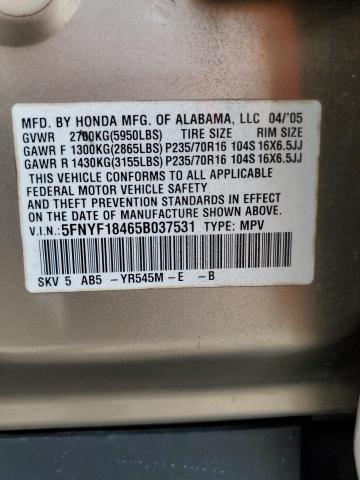 MFD. BY HONDA MFG. OF ALABAMA, LLC 04/'05
GVWR 2700KG(5950LBS) TIRE SIZE RIM SIZE
GAWR F 1300KG(2865LBS) P235/70R16 104S 16X6.5JJ
GAWR R 1430KG(3155LBS) P235/70R16 104S 16X6.5JJ
THIS VEHICLE CONFORMS TO ALL APPLICABLE
FEDERAL MOTOR VEHICLE SAFETY AND
THEFT PREVENTION STANDARDS IN EFFECT ON
THE DATE OF MANUFACTURE SHOWN ABOVE.
V.I.N.:5FNYF18465B037531 TYPE: MPV
SKV 5 AB5 -YR545M-E -B